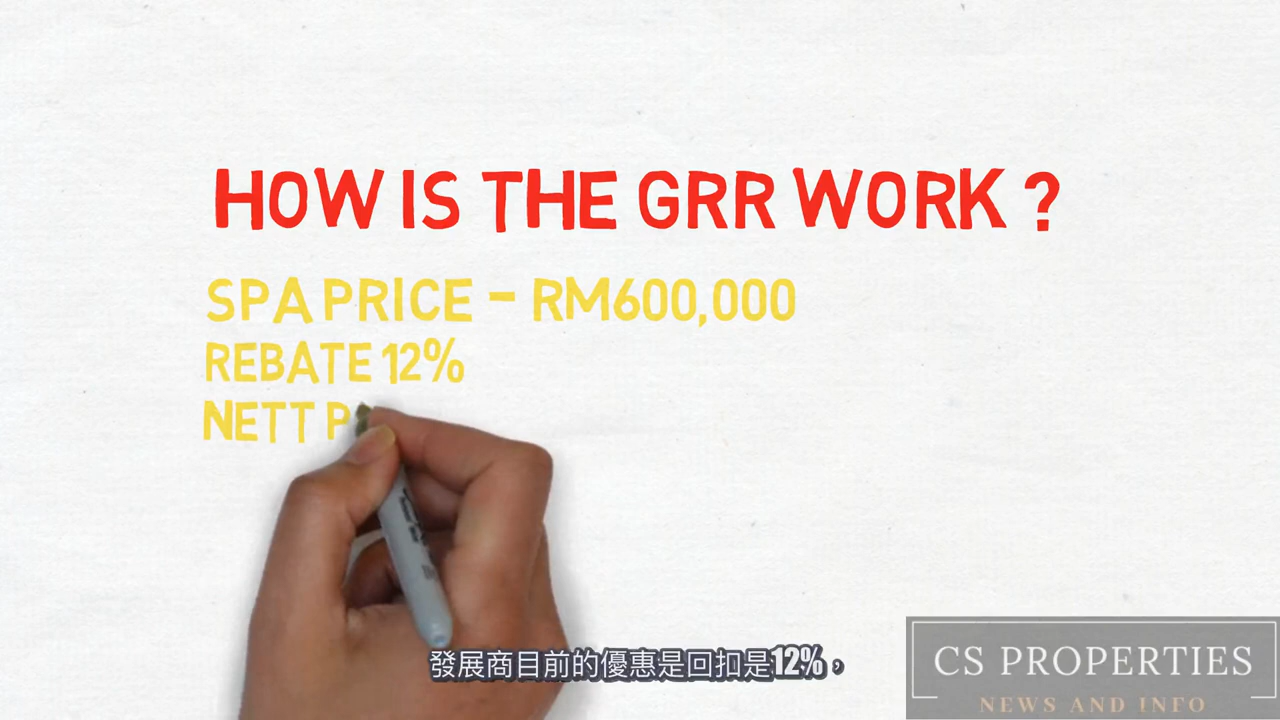 HOW IS THE GRR WORK ?
SPA PRICE - RM600,000
REBATE 12%
NETT P
發展商目前的優惠是回扣是12%，
CS PROPERTIES
NEWS AND INFO